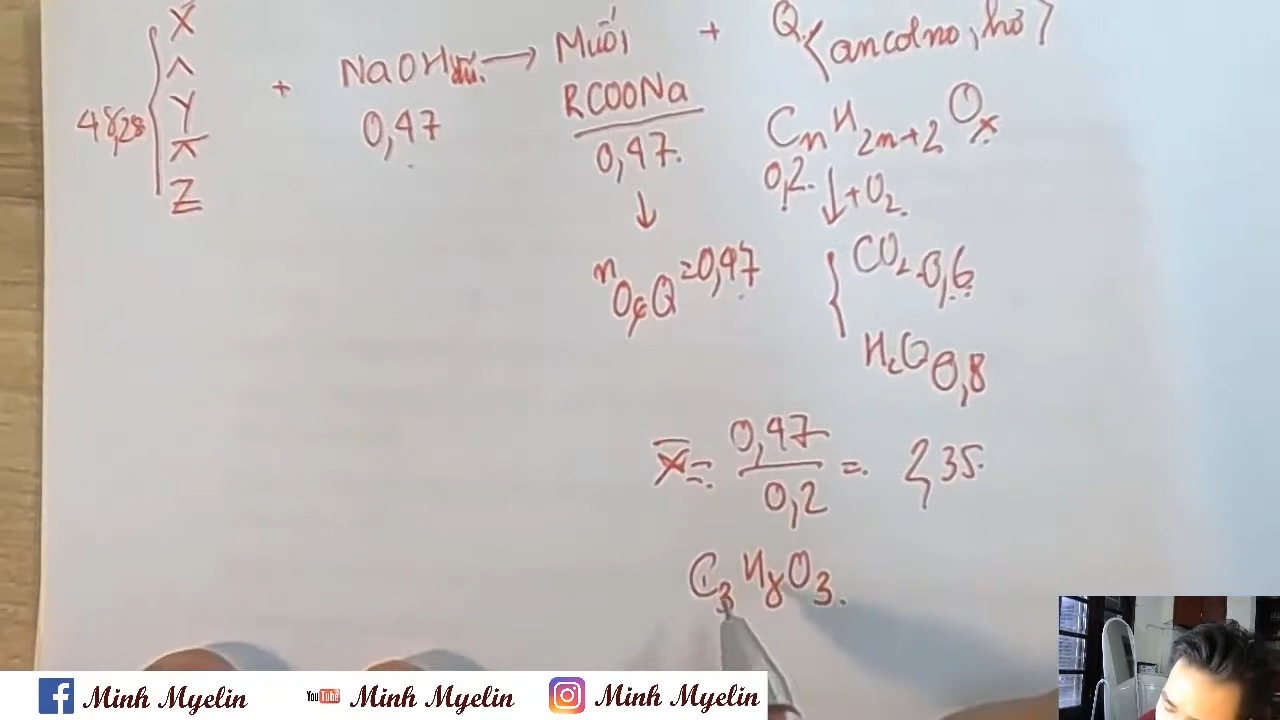 X
^
Y
^
Z
48,28
+ NaOH dư. → Muối + Q ⟨ancol no, hở⟩
0,47
RCOONa
0,47.
↓
n O ∈ Q = 0,47
CnH2n+2Ox
0,2. ↓ +O2.
CO2 0,6
H2O 0,8
x̄ = 0,47 / 0,2 = 2,35.
C3H8O3.
Minh Myelin
YouTube Minh Myelin
Minh Myelin